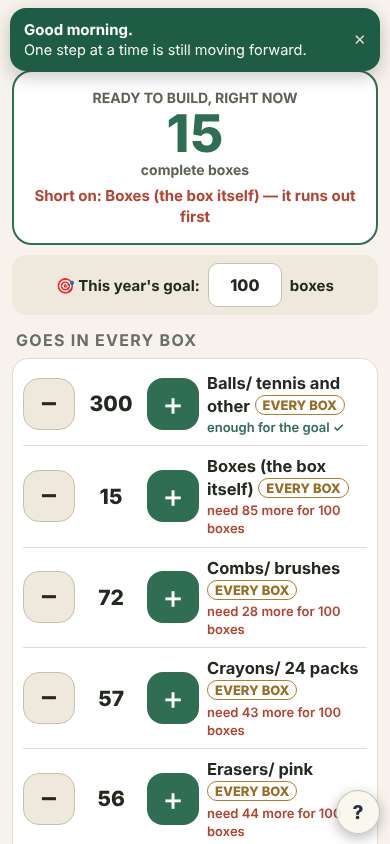 Good morning.
One step at a time is still moving forward.
×
READY TO BUILD, RIGHT NOW
15
complete boxes
Short on: Boxes (the box itself) — it runs out
first
🎯 This year's goal: 100 boxes
GOES IN EVERY BOX
− 300 + Balls/ tennis and
other EVERY BOX
enough for the goal ✓
− 15 + Boxes (the box
itself) EVERY BOX
need 85 more for 100
boxes
− 72 + Combs/ brushes
EVERY BOX
need 28 more for 100
boxes
− 57 + Crayons/ 24 packs
EVERY BOX
need 43 more for 100
boxes
− 56 + Erasers/ pink
EVERY BOX
need 44 more for 100
boxes
?